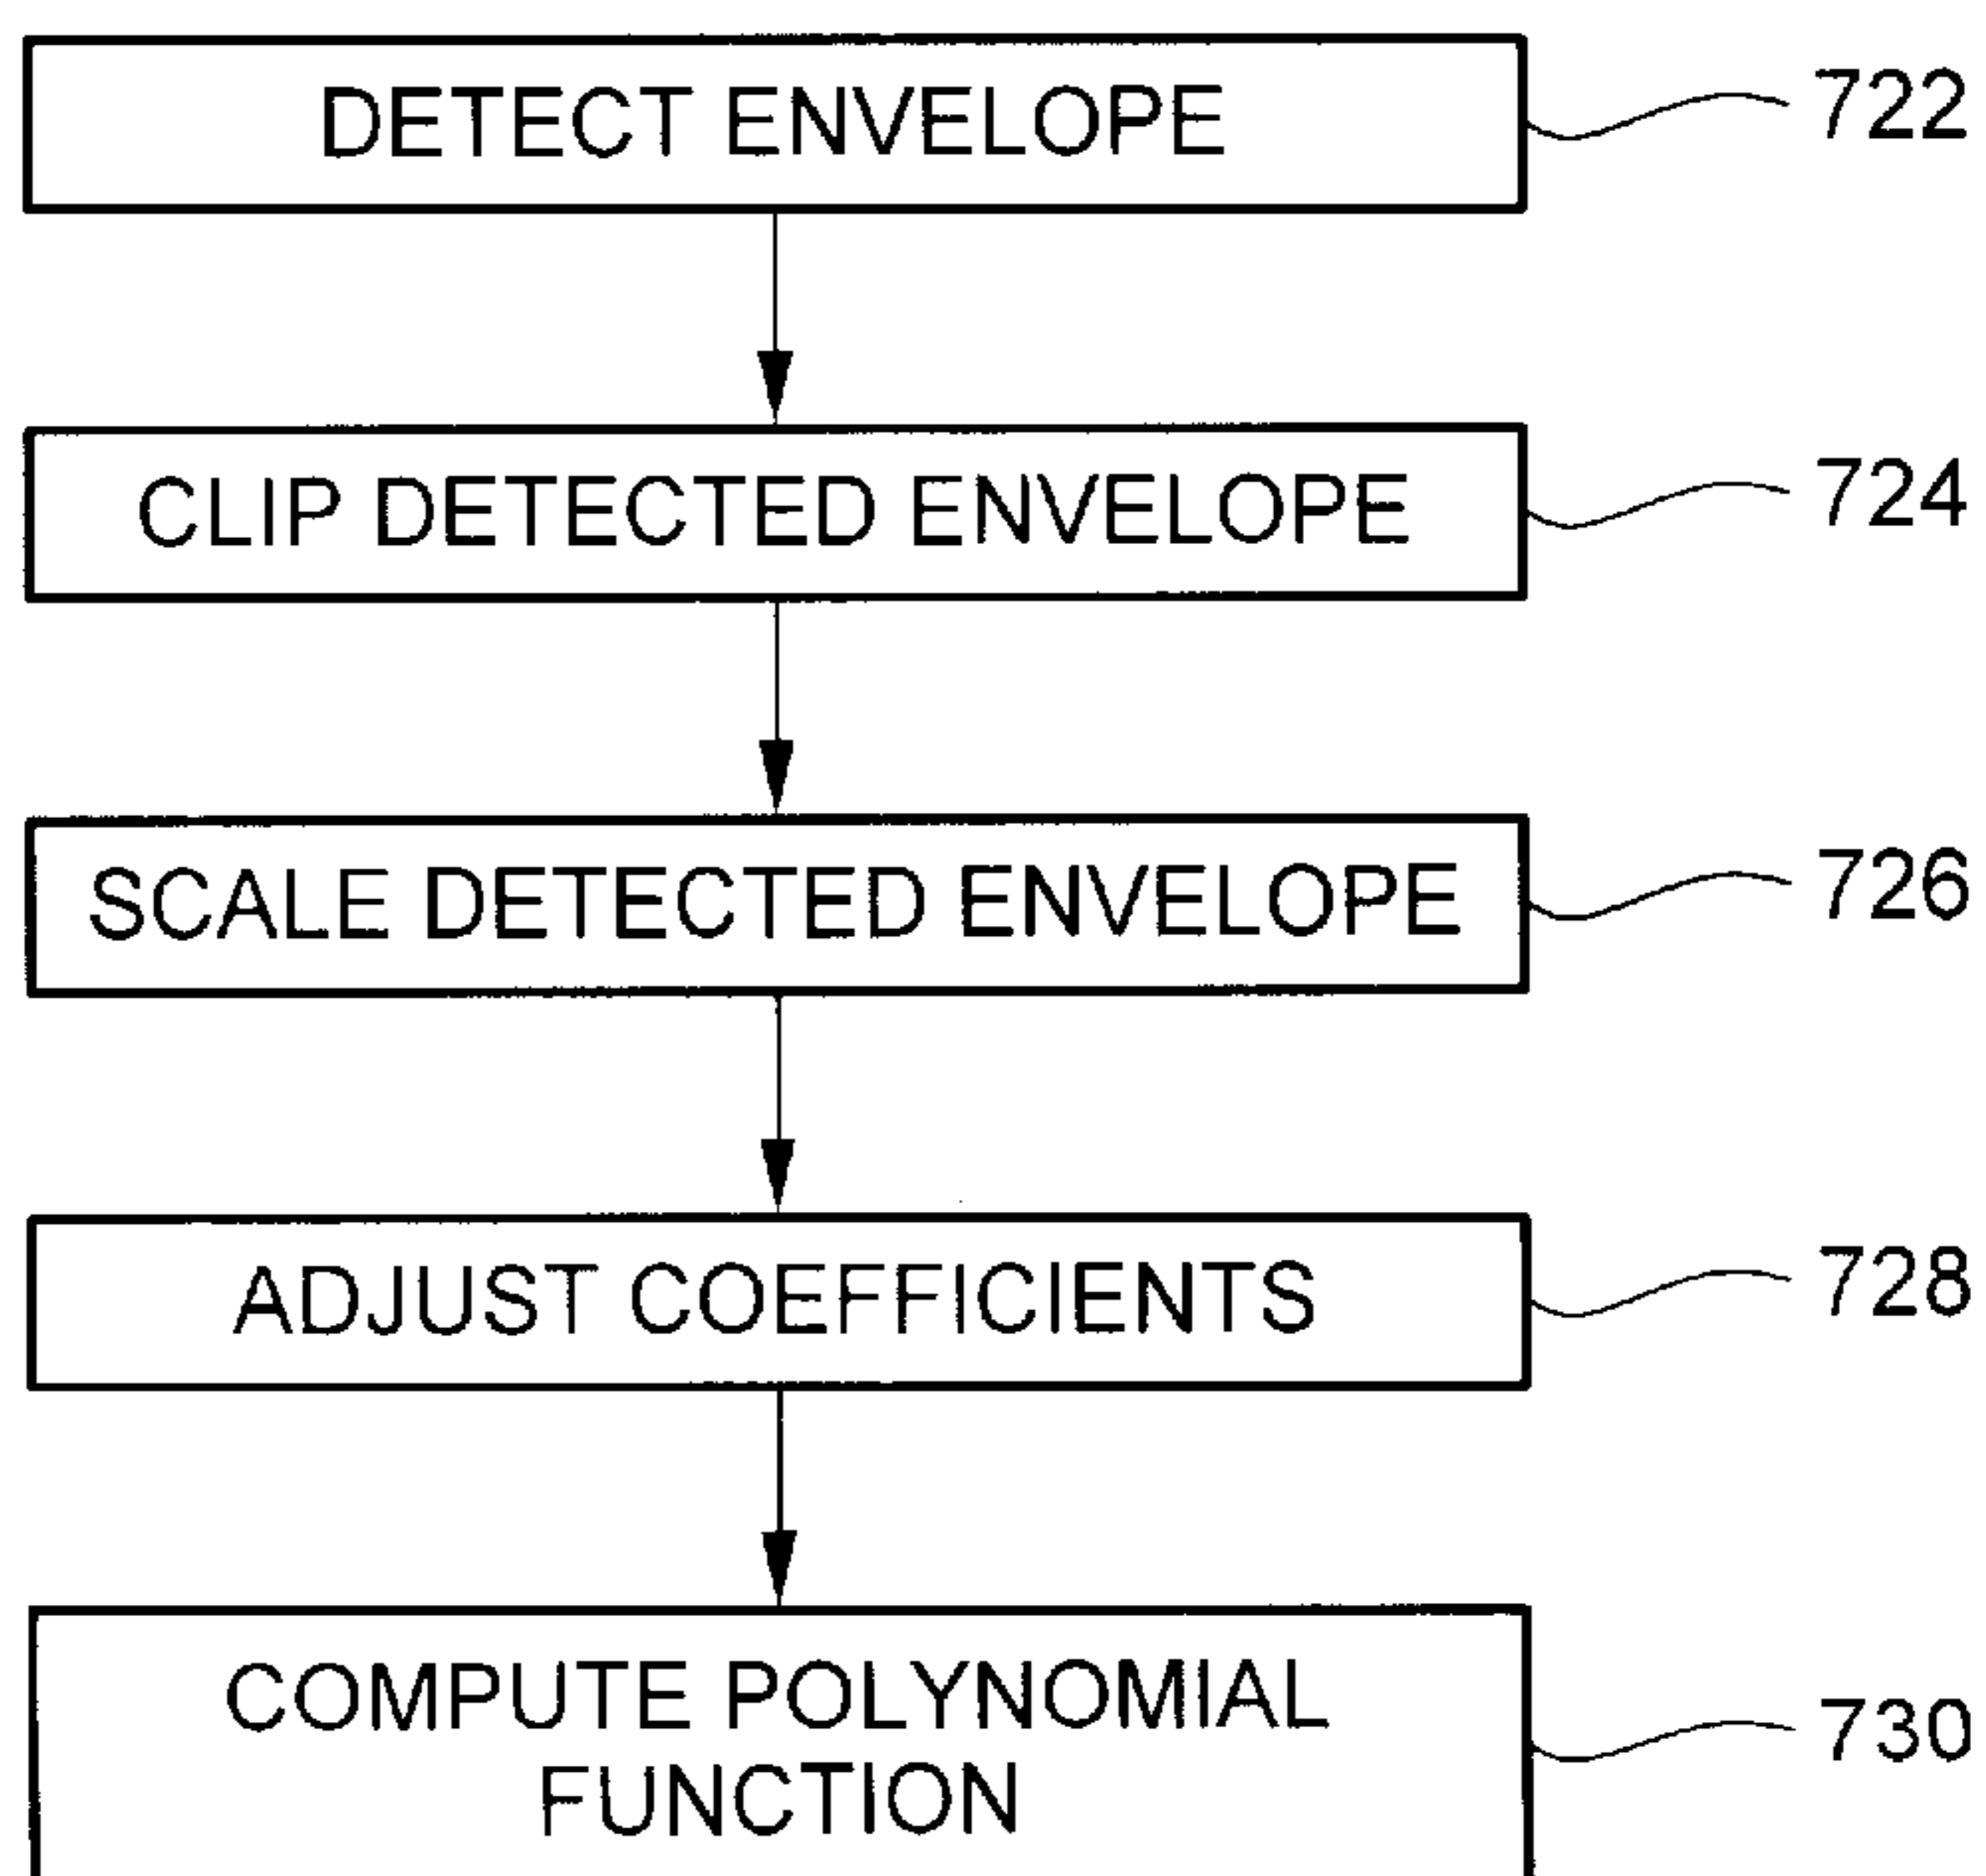 DETECT ENVELOPE 722
CLIP DETECTED ENVELOPE 724
SCALE DETECTED ENVELOPE 726
ADJUST COEFFICIENTS 728
COMPUTE POLYNOMIAL 730
FUNCTION